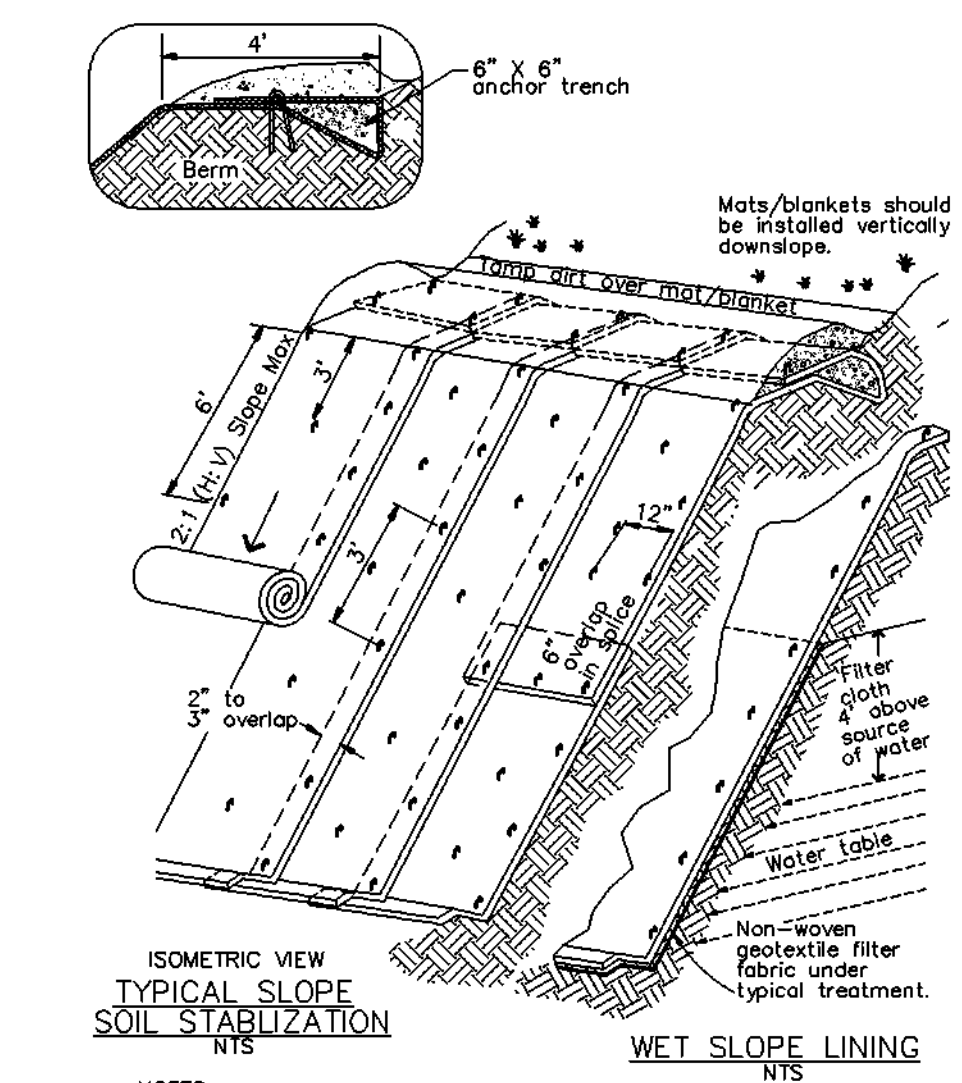 4'
6" X 6"
anchor trench
Berm
Mats/blankets should
be installed vertically
downslope.
Tamp dirt over mat/blanket
6'
3'
2:1 (H:V) Slope Max.
12"
3'
6"
overlap
in splice
2" to
3" overlap
Filter
cloth
4' above
source
of water
Water table
Non-woven
geotextile filter
fabric under
typical treatment.
ISOMETRIC VIEW
TYPICAL SLOPE
SOIL STABLIZATION
NTS
WET SLOPE LINING
NTS